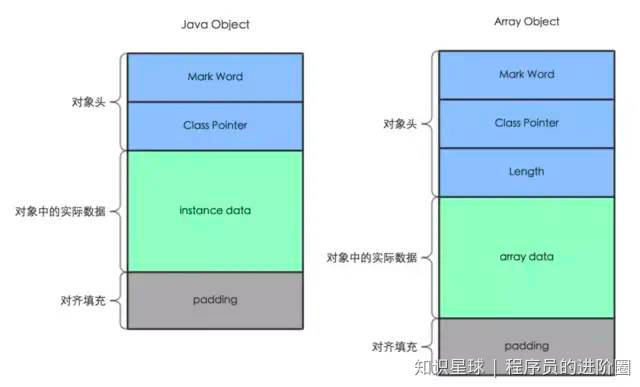 Java Object
Mark Word
对象头
Class Pointer
对象中的实际数据
instance data
对齐填充
padding
Array Object
Mark Word
对象头
Class Pointer
Length
对象中的实际数据
array data
对齐填充
padding
知识星球 | 程序员的进阶圈